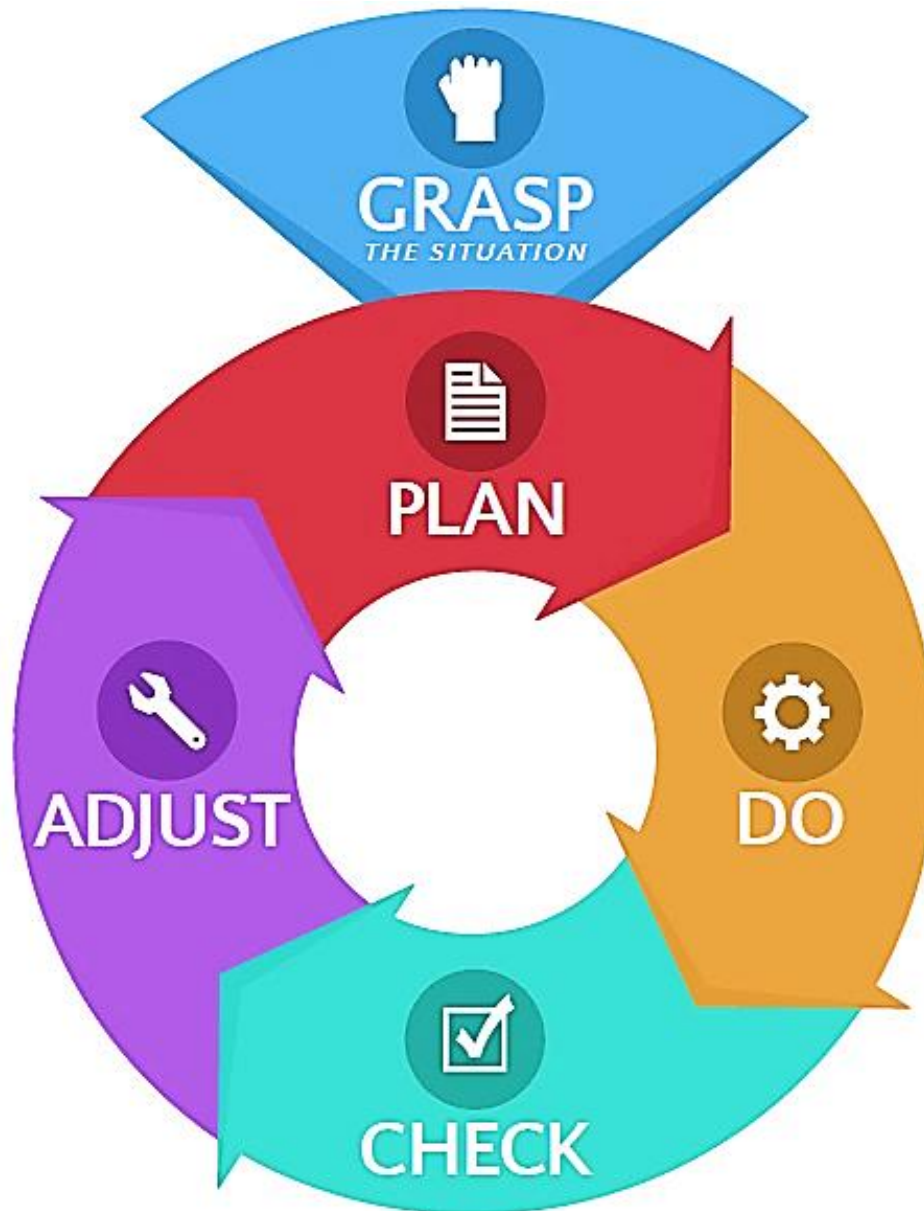 GRASP
THE SITUATION
PLAN
DO
CHECK
ADJUST